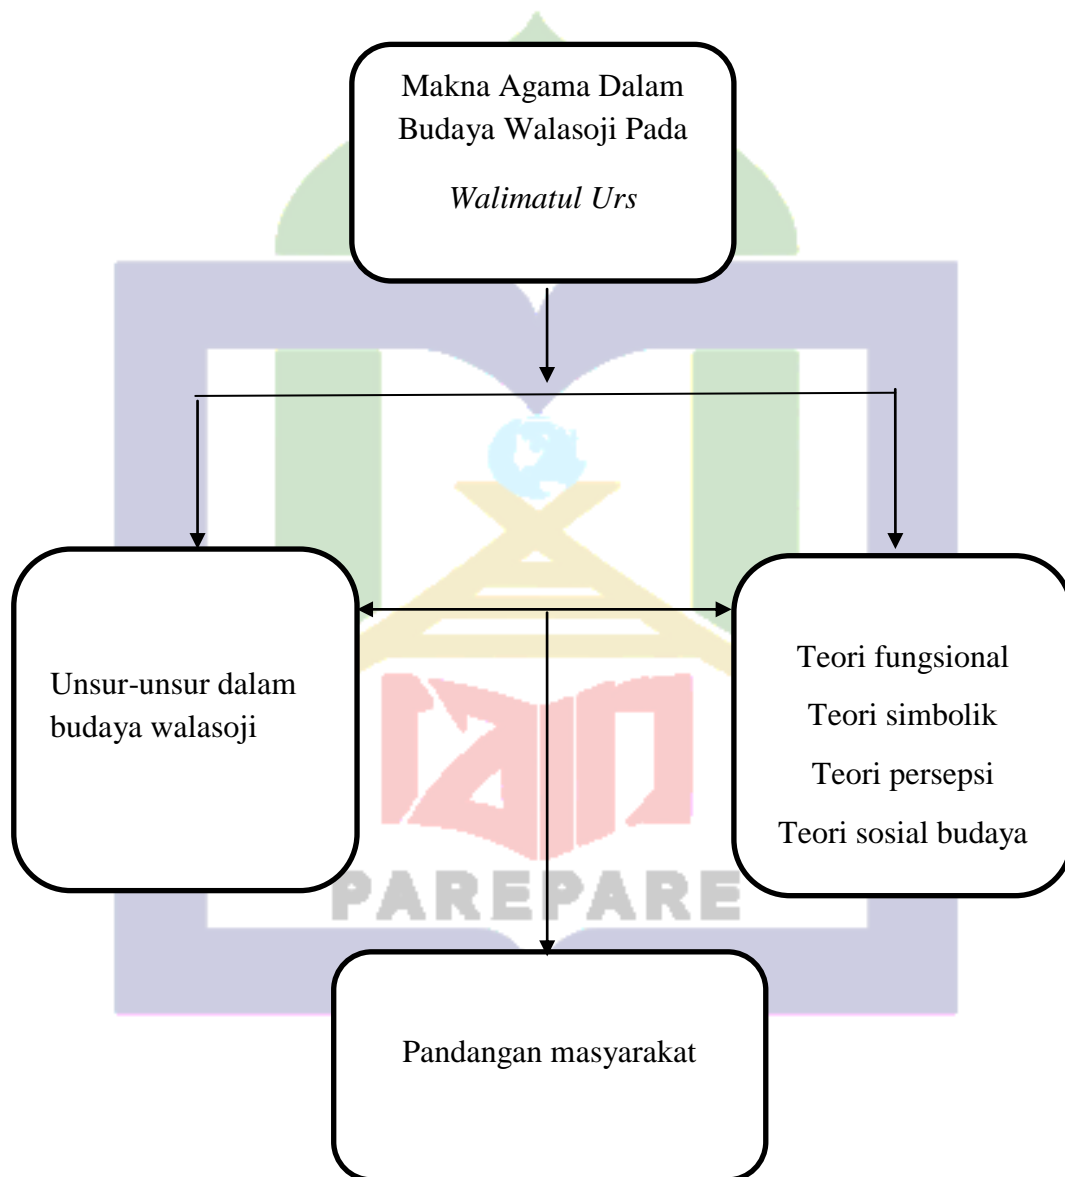 Makna Agama Dalam
Budaya Walasoji Pada
Walimatul Urs
Unsur-unsur dalam
budaya walasoji
Teori fungsional
Teori simbolik
Teori persepsi
Teori sosial budaya
iain
PAREPARE
Pandangan masyarakat